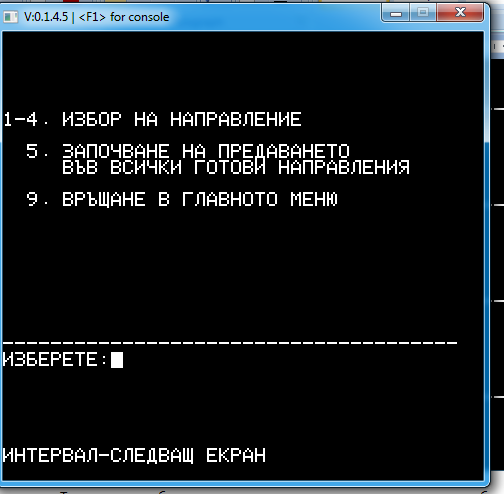 V:0.1.4.5 | <F1> for console
1-4. ИЗБОР НА НАПРАВЛЕНИЕ
5. ЗАПОЧВАНЕ НА ПРЕДАВАНЕТО
ВЪВ ВСИЧКИ ГОТОВИ НАПРАВЛЕНИЯ
9. ВРЪЩАНЕ В ГЛАВНОТО МЕНЮ
ИЗБЕРЕТЕ:
ИНТЕРВАЛ-СЛЕДВАЩ ЕКРАН